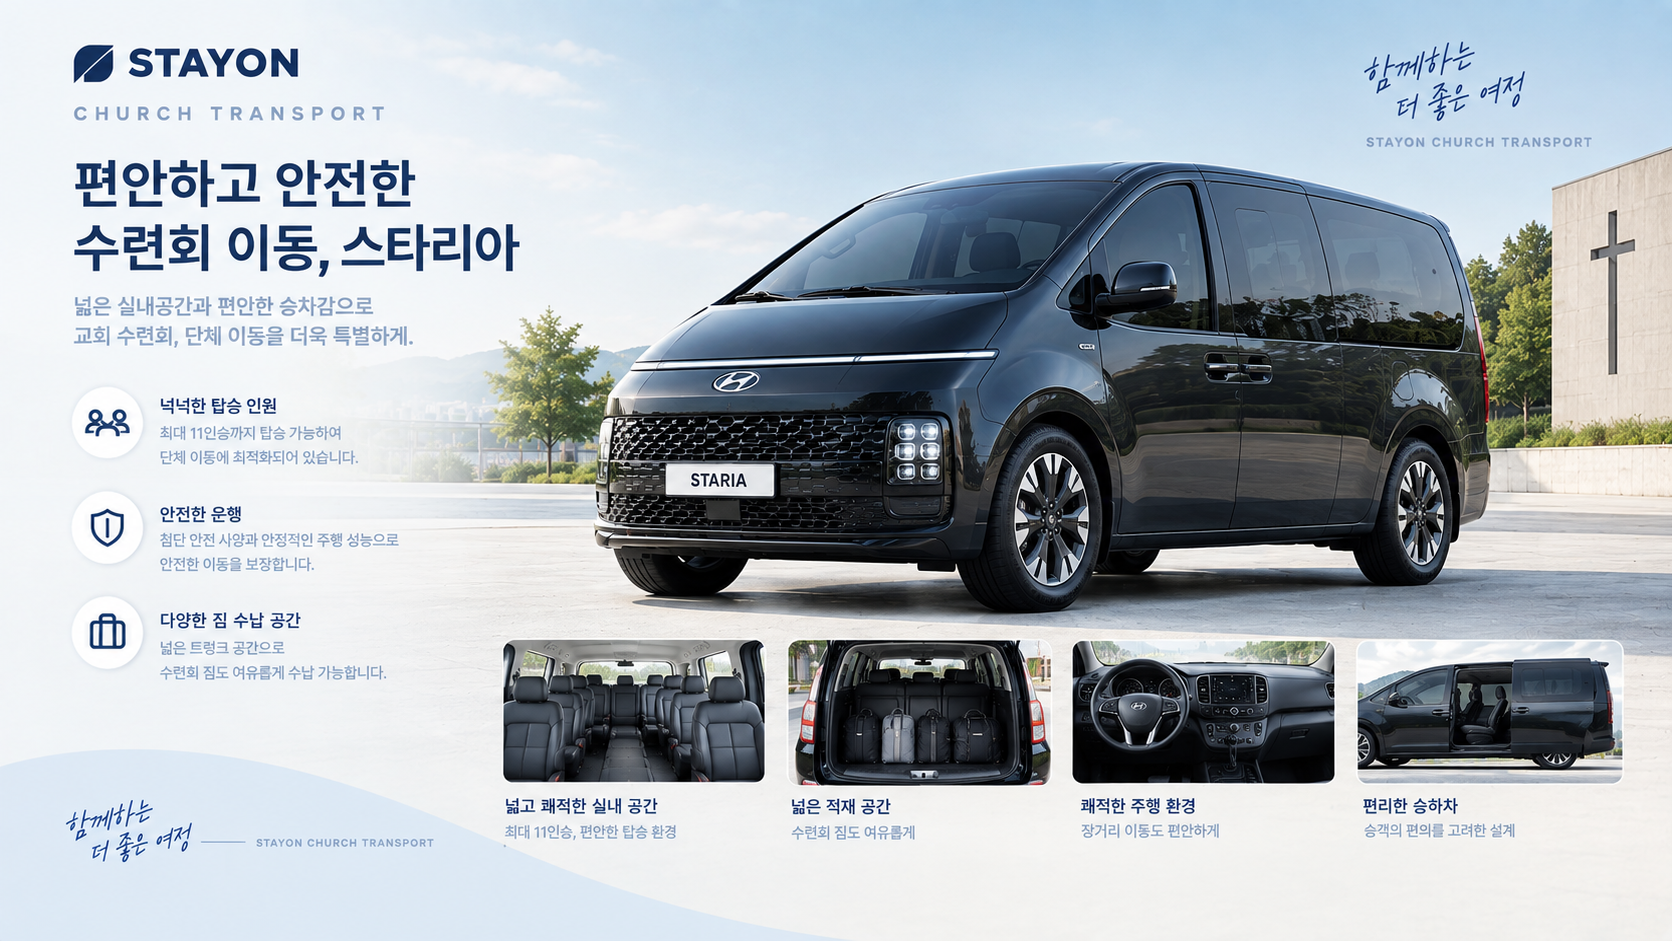 STAYON
CHURCH TRANSPORT
편안하고 안전한
수련회 이동, 스타리아
넓은 실내공간과 편안한 승차감으로
교회 수련회, 단체 이동을 더욱 특별하게.
넉넉한 탑승 인원
최대 11인승까지 탑승 가능하여
단체 이동에 최적화되어 있습니다.
안전한 운행
첨단 안전 사양과 안정적인 주행 성능으로
안전한 이동을 보장합니다.
다양한 짐 수납 공간
넓은 트렁크 공간으로
수련회 짐도 여유롭게 수납 가능합니다.
함께하는
터 좋은 여정
STAYON CHURCH TRANSPORT
STARIA
넓고 쾌적한 실내 공간
최대 11인승, 편안한 탑승 환경
넓은 적재 공간
수련회 짐도 여유롭게
쾌적한 주행 환경
장거리 이동도 편안하게
편리한 승하차
승객의 편의를 고려한 설계
함께하는
터 좋은 여정
STAYON CHURCH TRANSPORT